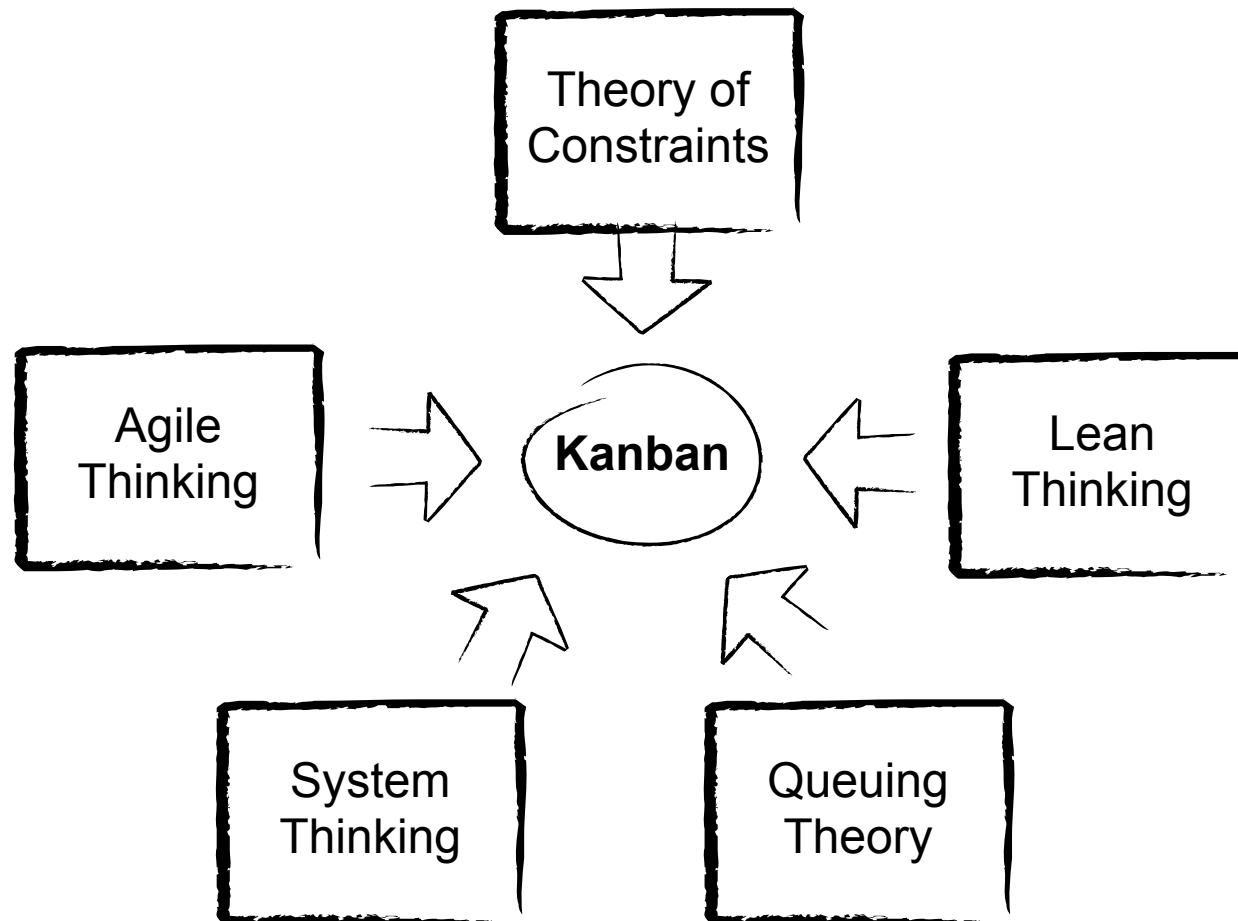 Theory of
Constraints
Agile
Thinking
Kanban
Lean
Thinking
System
Thinking
Queuing
Theory